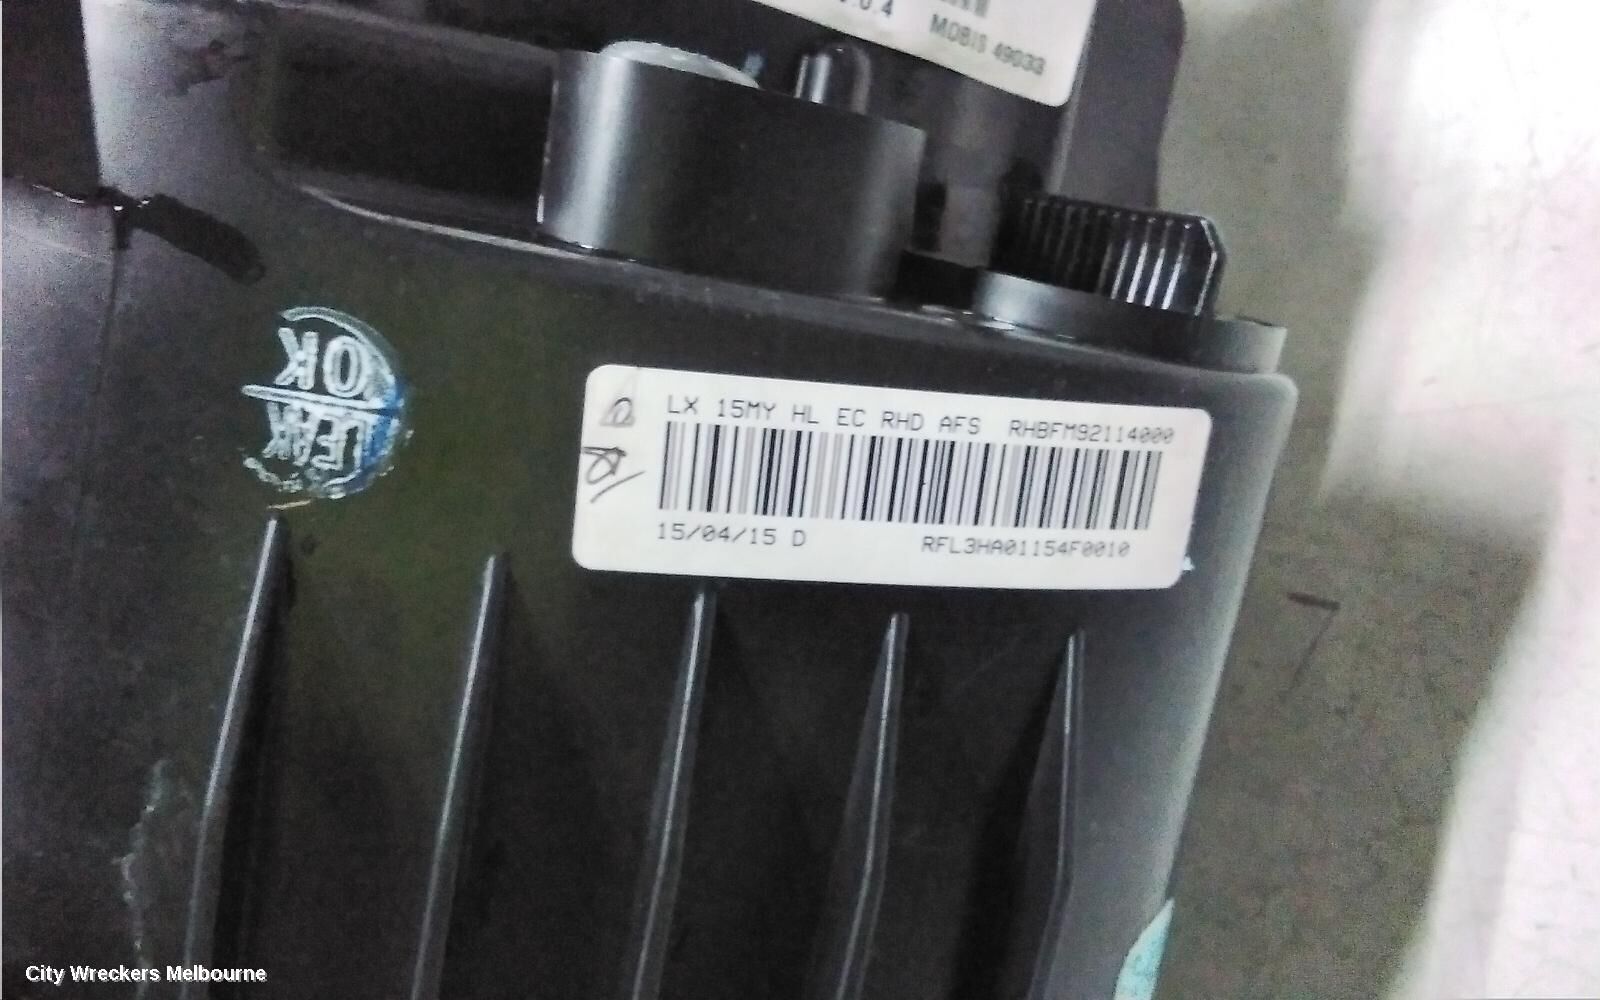 MOBIS 49033
OK
LEAK
LX 15MY HL EC RHD AFS RHBFM92114000
15/04/15 D
RFL3HA01154F0010
City Wreckers Melbourne